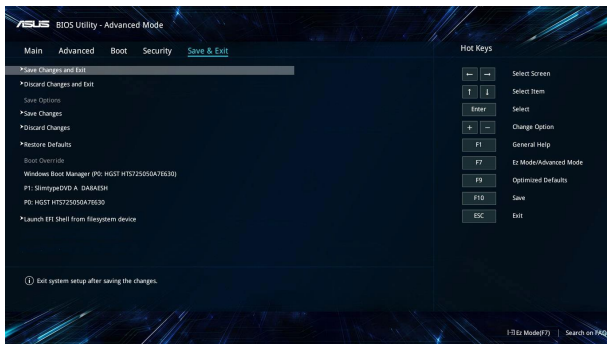 ASUS BIOS Utility - Advanced Mode
Main Advanced Boot Security Save & Exit
Save Changes and Exit
Discard Changes and Exit
Save Options
Save Changes
Discard Changes
Restore Defaults
Boot Override
Windows Boot Manager (P0: HGST HTS725050A7E630)
P1: SlimtypeDVD A DA8AESH
P0: HGST HTS725050A7E630
Launch EFI Shell from filesystem device
Exit system setup after saving the changes.
Hot Keys
← → Select Screen
↑ ↓ Select Item
Enter Select
+ − Change Option
F1 General Help
F7 Ez Mode/Advanced Mode
F9 Optimized Defaults
F10 Save
ESC Exit
Ez Mode(F7) | Search on FAQ